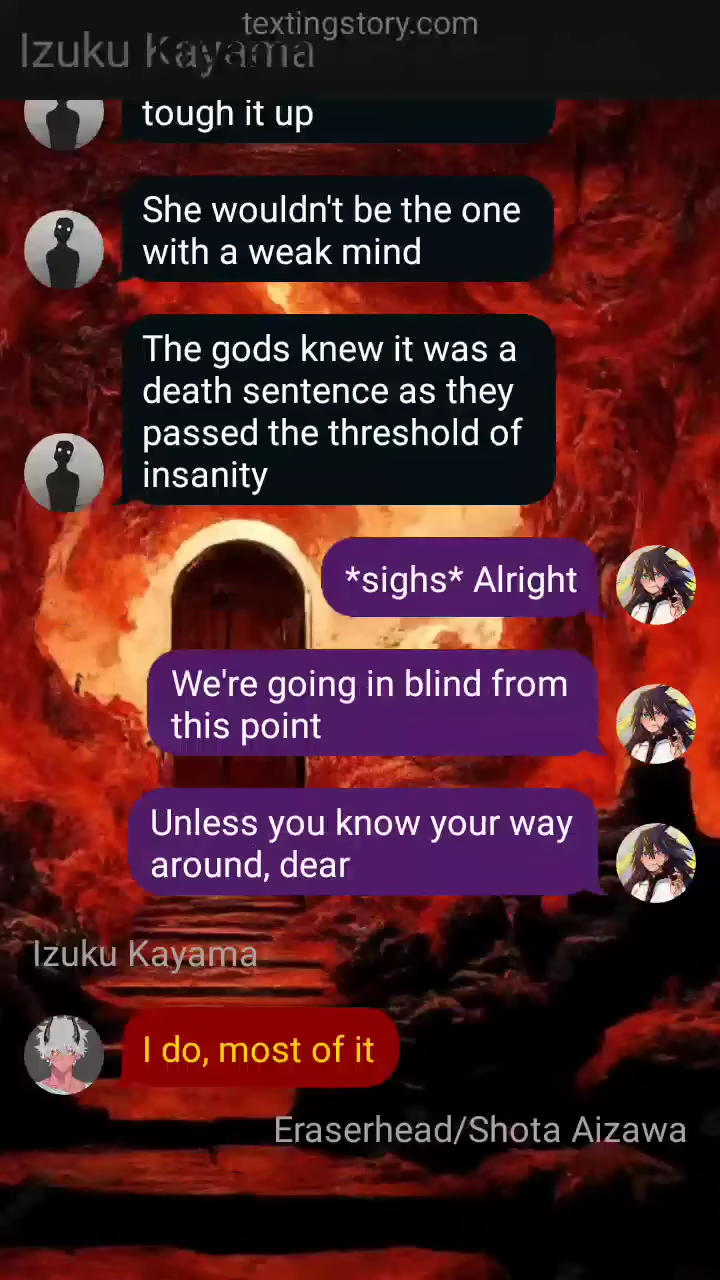 textingstory.com
Izuku Kayama
tough it up
She wouldn't be the one
with a weak mind
The gods knew it was a
death sentence as they
passed the threshold of
insanity
*sighs* Alright
We're going in blind from
this point
Unless you know your way
around, dear
Izuku Kayama
I do, most of it
Eraserhead/Shota Aizawa